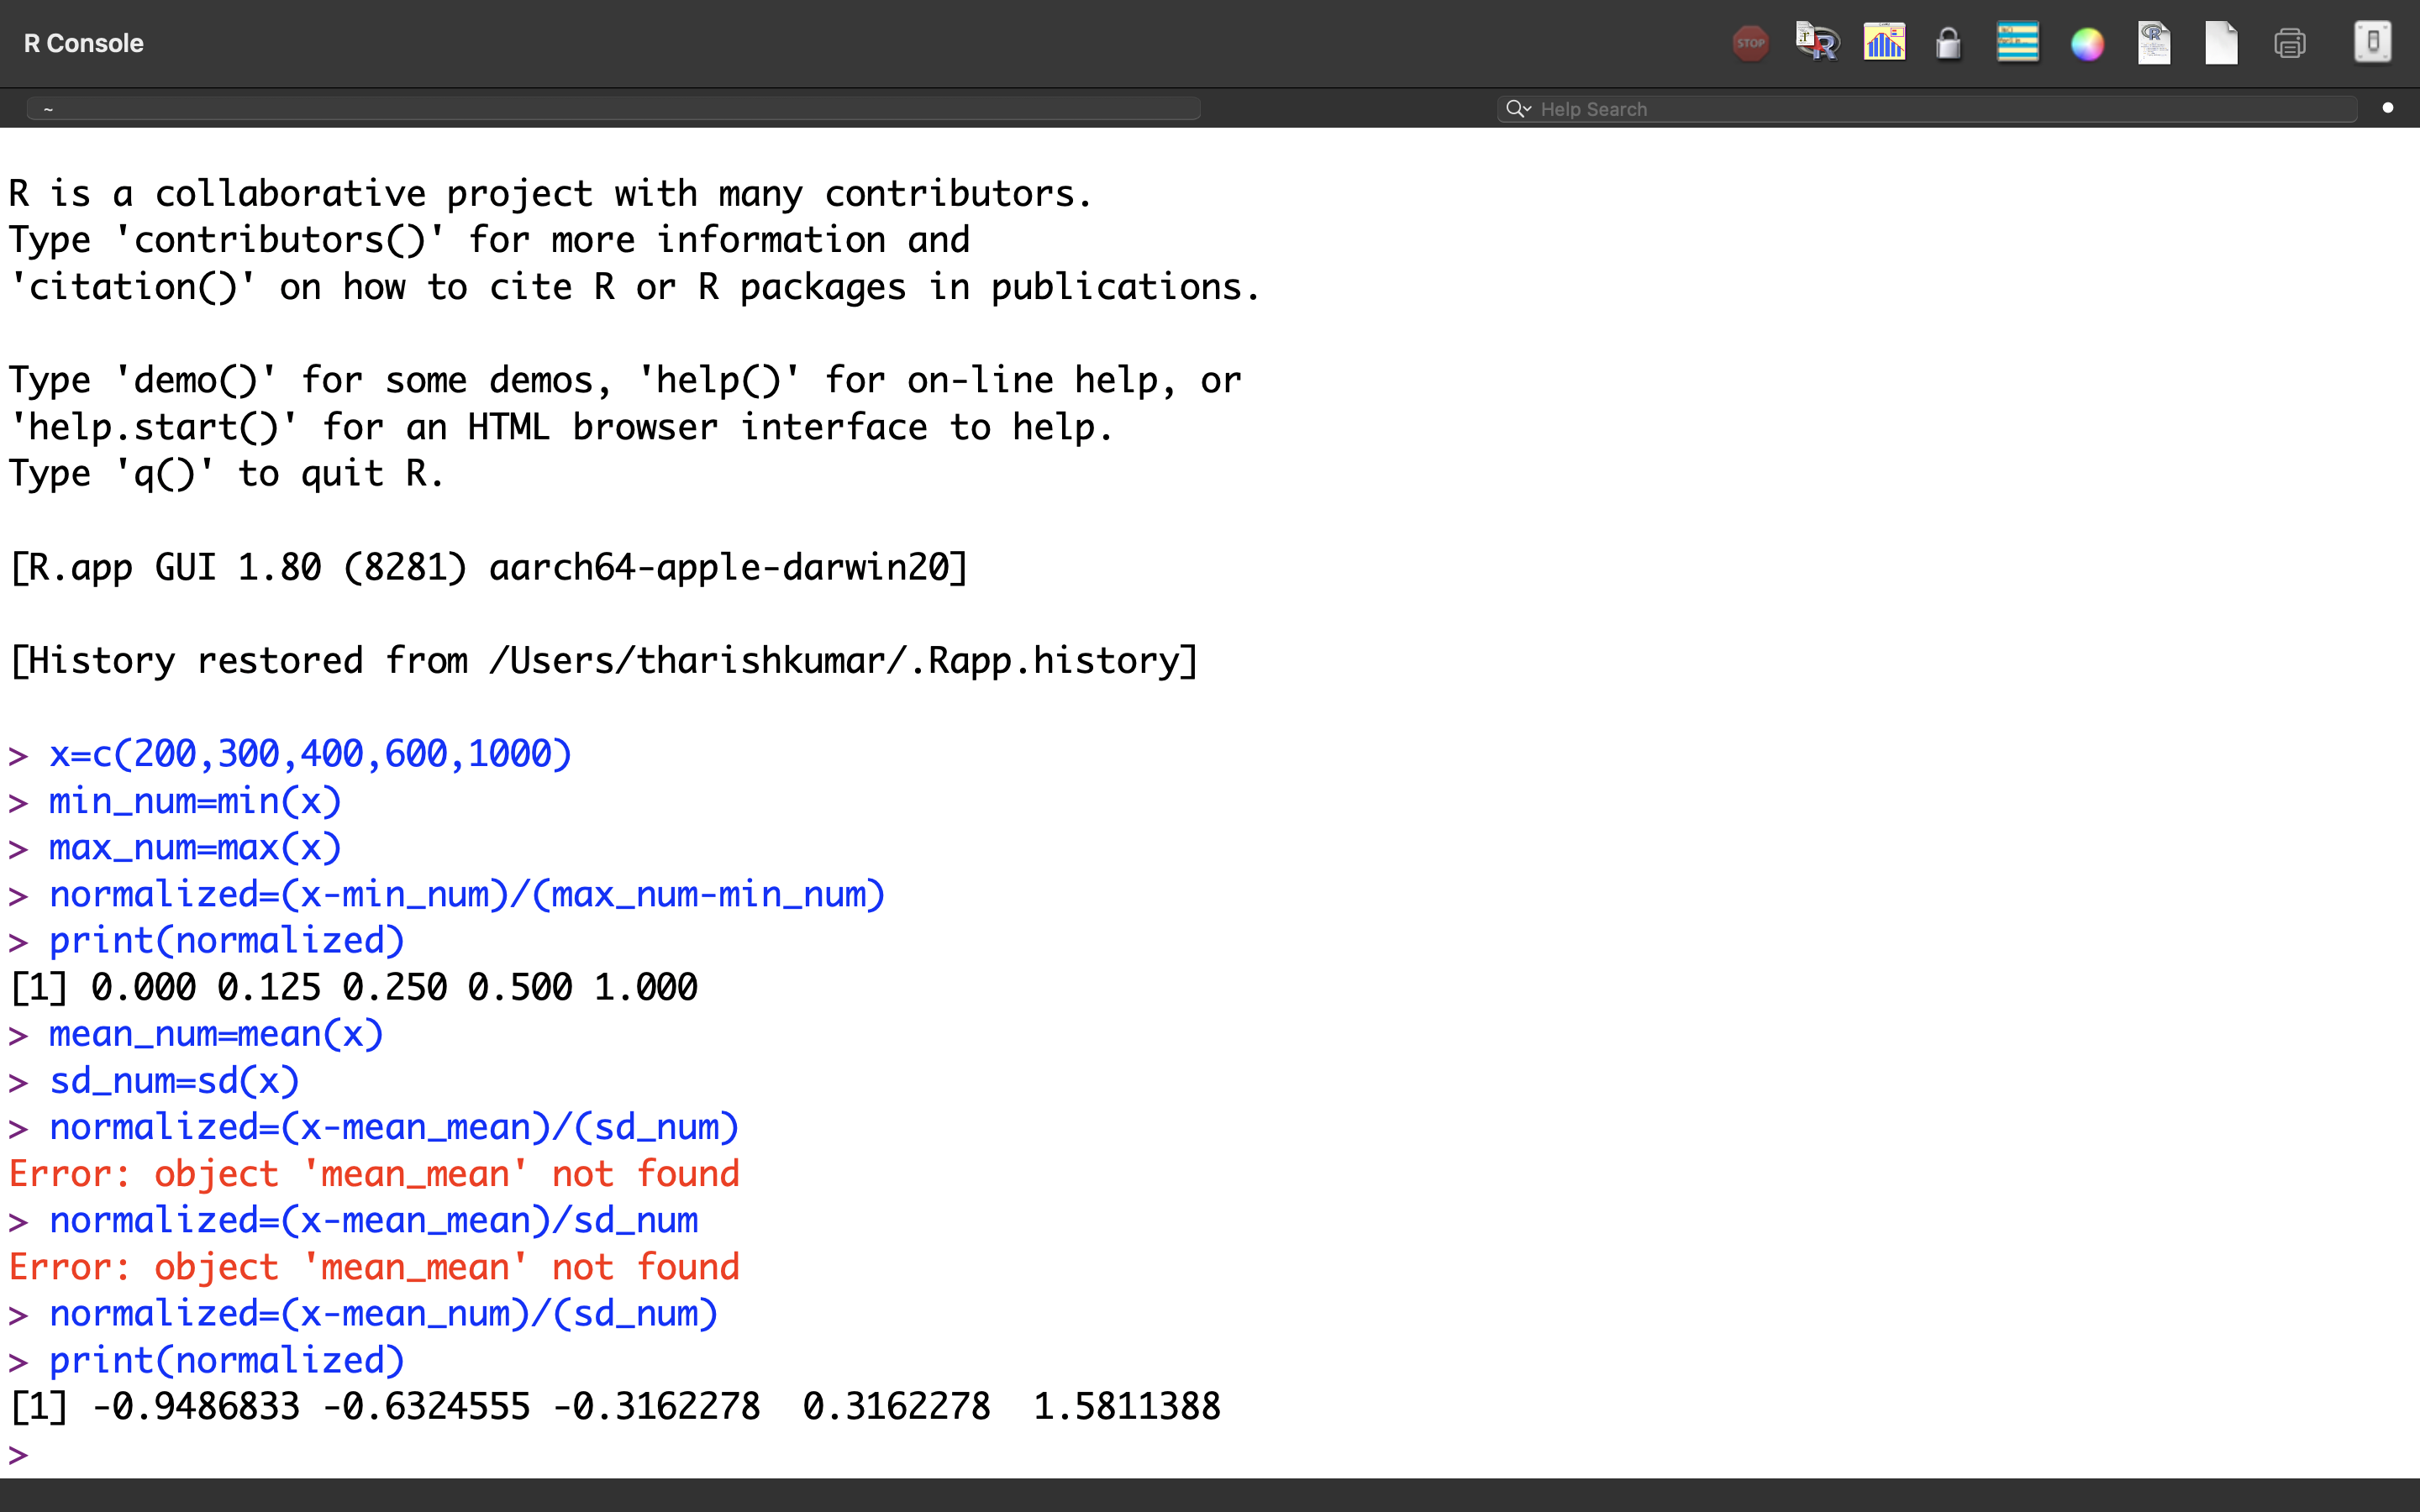 R Console
STOP
~
Help Search
R is a collaborative project with many contributors.
Type 'contributors()' for more information and
'citation()' on how to cite R or R packages in publications.
Type 'demo()' for some demos, 'help()' for on-line help, or
'help.start()' for an HTML browser interface to help.
Type 'q()' to quit R.
[R.app GUI 1.80 (8281) aarch64-apple-darwin20]
[History restored from /Users/tharishkumar/.Rapp.history]
> x=c(200,300,400,600,1000)
> min_num=min(x)
> max_num=max(x)
> normalized=(x-min_num)/(max_num-min_num)
> print(normalized)
[1] 0.000 0.125 0.250 0.500 1.000
> mean_num=mean(x)
> sd_num=sd(x)
> normalized=(x-mean_mean)/(sd_num)
Error: object 'mean_mean' not found
> normalized=(x-mean_mean)/sd_num
Error: object 'mean_mean' not found
> normalized=(x-mean_num)/(sd_num)
> print(normalized)
[1] -0.9486833 -0.6324555 -0.3162278  0.3162278  1.5811388
>